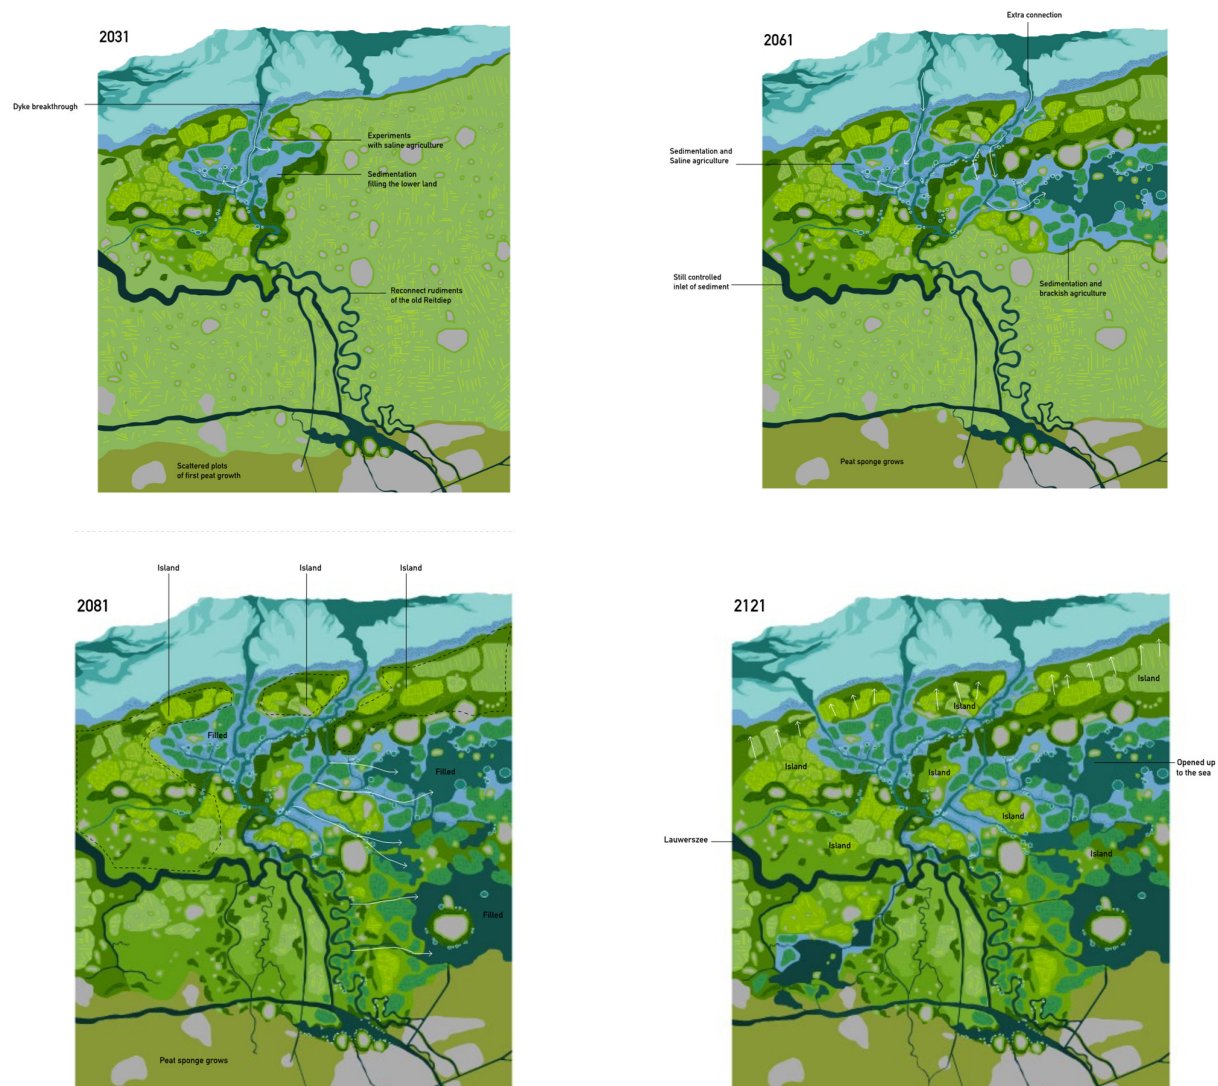 2031
Dyke breakthrough
Experiments
with saline agriculture
Sedimentation
filling the lower land
Reconnect rudiments
of the old Reitdiep
Scattered plots
of first peat growth
Extra connection
2061
Sedimentation and
Saline agriculture
Still controlled
inlet of sediment
Sedimentation and
brackish agriculture
Peat sponge grows
Island
Island
Island
2081
Filled
Filled
Filled
Peat sponge grows
2121
Island
Island
Island
Island
Opened up
to the sea
Island
Lauwerszee
Island
Island